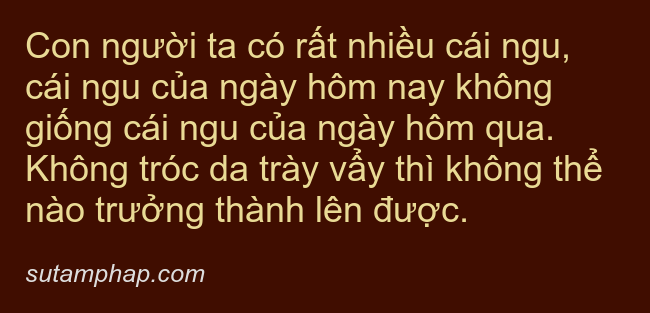 Con người ta có rất nhiều cái ngu,
cái ngu của ngày hôm nay không
giống cái ngu của ngày hôm qua.
Không tróc da trày vẩy thì không thể
nào trưởng thành lên được.
sutamphap.com